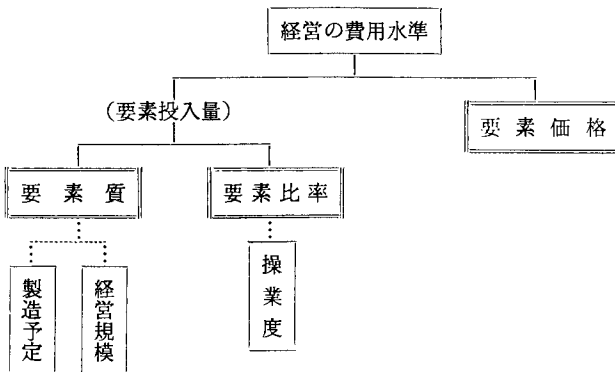 経営の費用水準
(要素投入量)
要素価格
要素質
要素比率
製造予定
経営規模
操業度